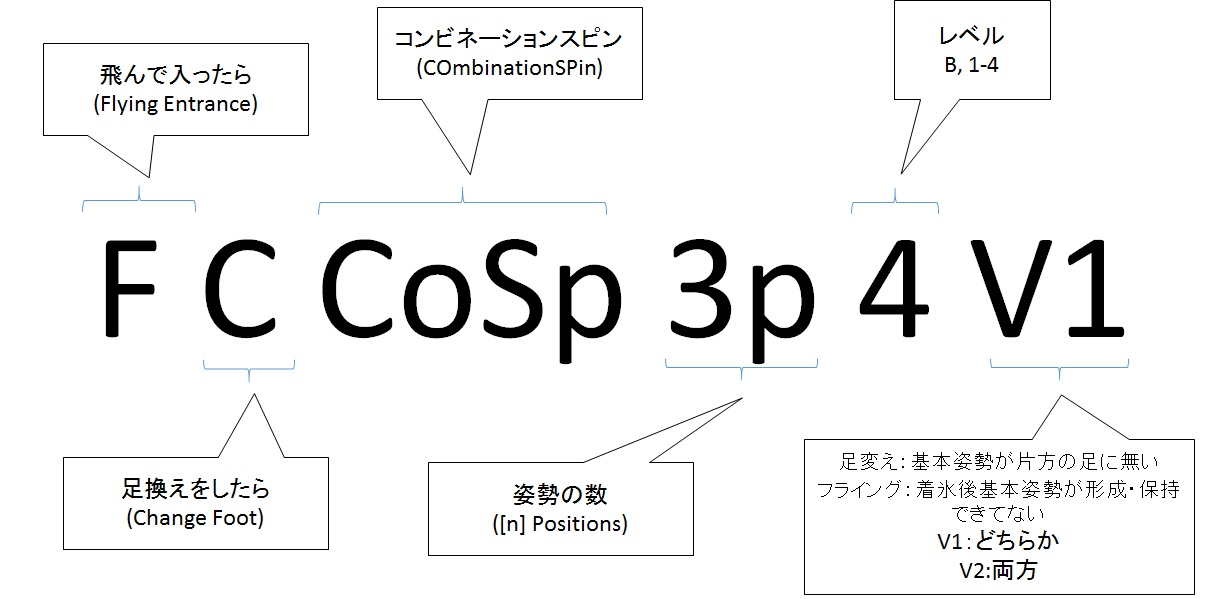 飛んで入ったら
(Flying Entrance)
コンビネーションスピン
(COmbinationSPin)
レベル
B, 1-4
F C CoSp 3p 4 V1
足換えをしたら
(Change Foot)
姿勢の数
([n] Positions)
足変え：基本姿勢が片方の足に無い
フライング：着氷後基本姿勢が形成・保持
できてない
V1：どちらか
V2:両方